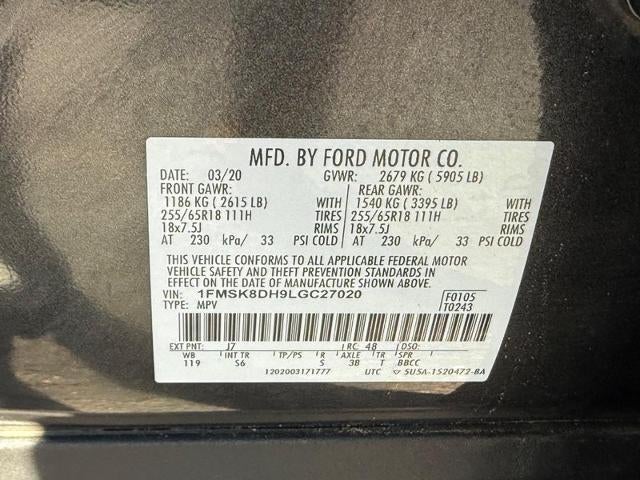 MFD. BY FORD MOTOR CO.
DATE: 03/20 GVWR: 2679 KG ( 5905 LB)
FRONT GAWR: REAR GAWR:
1186 KG ( 2615 LB) WITH 1540 KG ( 3395 LB) WITH
255/65R18 111H TIRES 255/65R18 111H TIRES
18x7.5J RIMS 18x7.5J RIMS
AT 230 kPa/ 33 PSI COLD AT 230 kPa/ 33 PSI COLD
THIS VEHICLE CONFORMS TO ALL APPLICABLE FEDERAL MOTOR
VEHICLE SAFETY AND THEFT PREVENTION STANDARDS IN
EFFECT ON THE DATE OF MANUFACTURE SHOWN ABOVE.
VIN: 1FMSK8DH9LGC27020 F0105
TYPE: MPV T0243
EXT PNT: J7 RC: 48 DSO:
WB INT TR TP/PS R AXLE TR SPR
119 S6 S 3B T BBCC
1202003171777 UTC ▽ 5U5A-1520472-BA